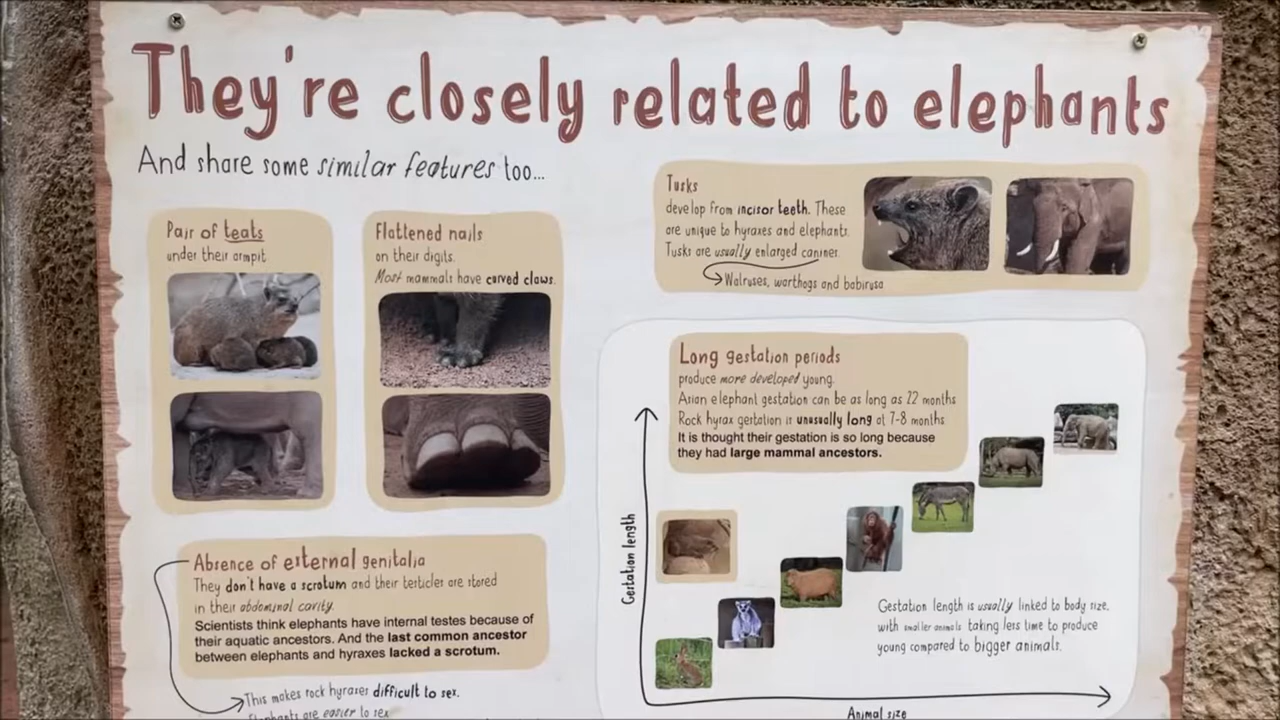 They're closely related to elephants
And share some similar features too...
Pair of teats
under their armpit
Flattened nails
on their digits.
Most mammals have curved claws.
Tusks
develop from incisor teeth. These
are unique to hyraxes and elephants.
Tusks are usually enlarged canines.
Walruses, warthogs and babirusa
Long gestation periods
produce more developed young.
Asian elephant gestation can be as long as 22 months
Rock hyrax gertation is unusually long at 7-8 months
It is thought their gestation is so long because
they had large mammal ancestors.
Absence of external genitalia
They don't have a scrotum and their testicles are stored
in their abdominal cavity.
Scientists think elephants have internal testes because of
their aquatic ancestors. And the last common ancestor
between elephants and hyraxes lacked a scrotum.
This makes rock hyraxes difficult to sex.
Elephants are easier to sex
Gestation length
Gestation length is usually linked to body size,
with smaller animals taking less time to produce
young compared to bigger animals.
Animal size